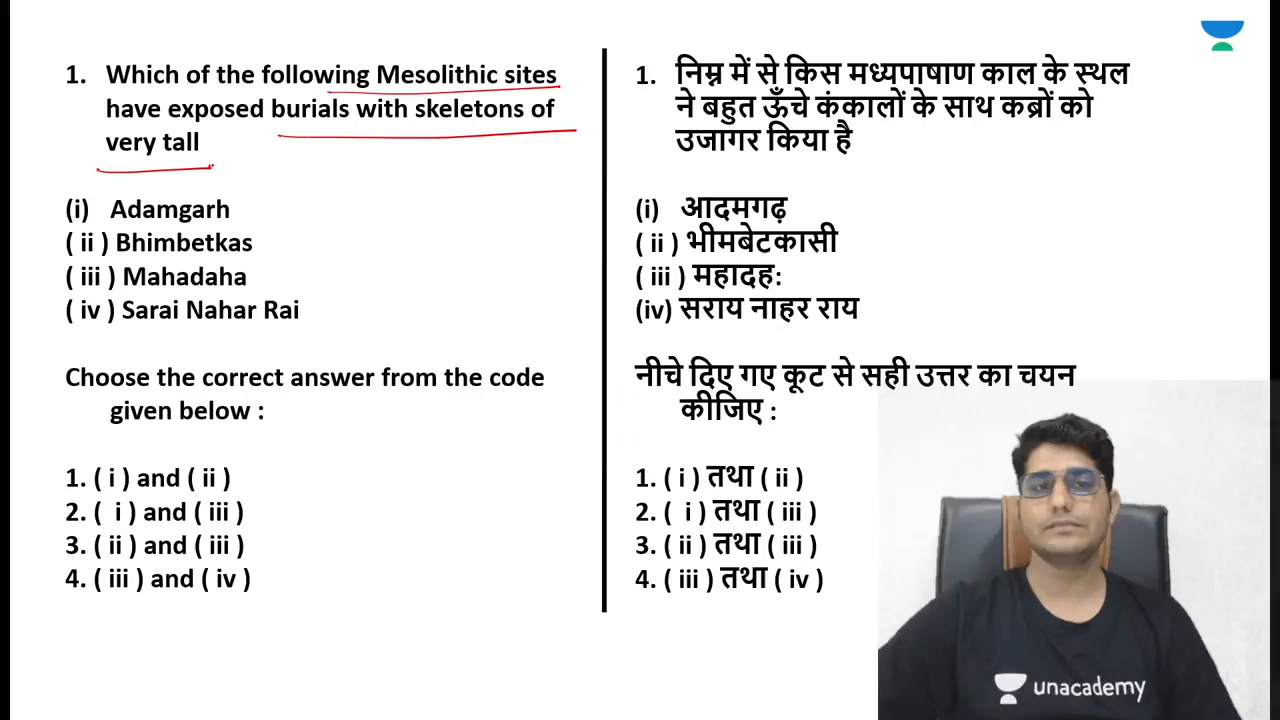 1. Which of the following Mesolithic sites
have exposed burials with skeletons of
very tall
(i) Adamgarh
( ii ) Bhimbetkas
( iii ) Mahadaha
( iv ) Sarai Nahar Rai
Choose the correct answer from the code
given below :
1. ( i ) and ( ii )
2. ( i ) and ( iii )
3. ( ii ) and ( iii )
4. ( iii ) and ( iv )
1. निम्न में से किस मध्यपाषाण काल के स्थल
ने बहुत ऊँचे कंकालों के साथ कब्रों को
उजागर किया है
(i) आदमगढ़
( ii ) भीमबेटकासी
( iii ) महादहः
(iv) सराय नाहर राय
नीचे दिए गए कूट से सही उत्तर का चयन
कीजिए :
1. ( i ) तथा ( ii )
2. ( i ) तथा ( iii )
3. ( ii ) तथा ( iii )
4. ( iii ) तथा ( iv )
unacademy